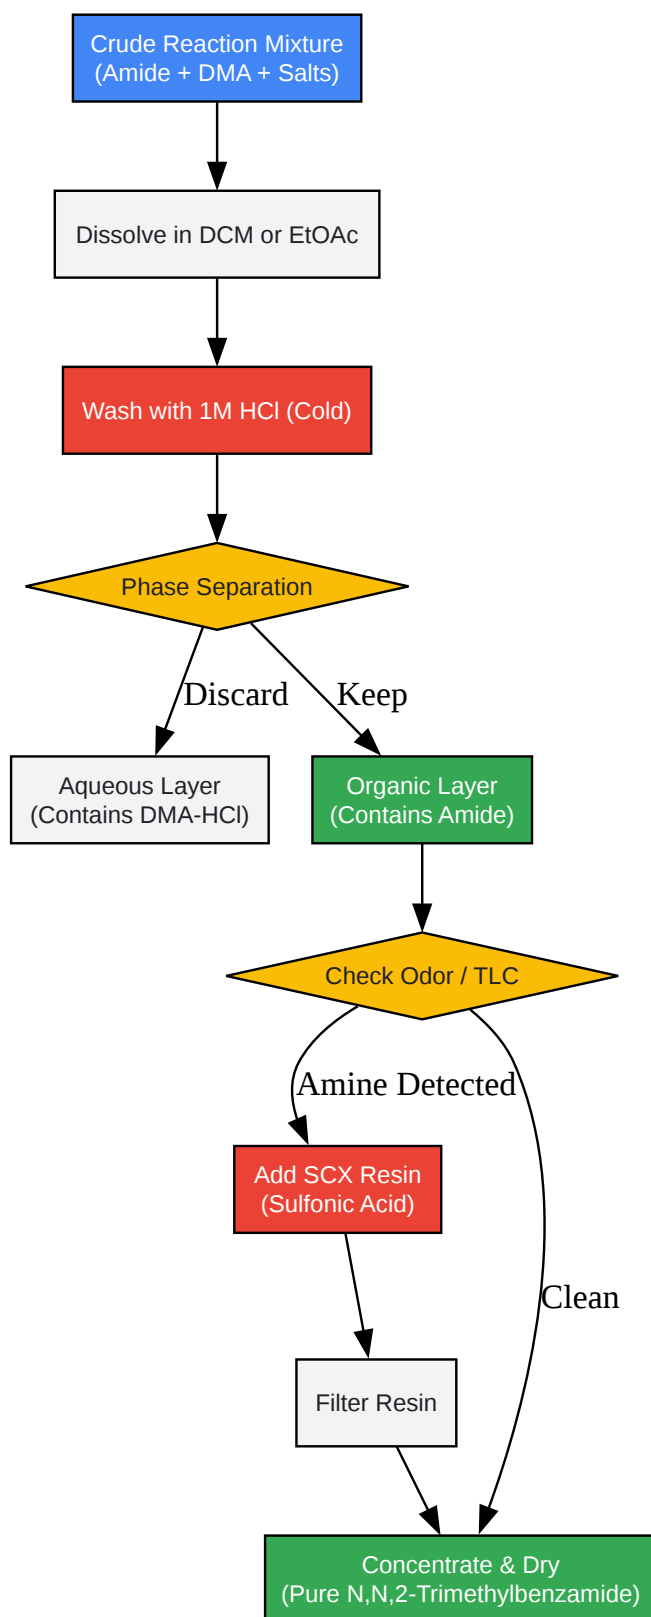 Crude Reaction Mixture
(Amide + DMA + Salts)
Dissolve in DCM or EtOAc
Wash with 1M HCl (Cold)
Phase Separation
Discard
Keep
Aqueous Layer
(Contains DMA-HCl)
Organic Layer
(Contains Amide)
Check Odor / TLC
Amine Detected
Add SCX Resin
(Sulfonic Acid)
Clean
Filter Resin
Concentrate & Dry
(Pure N,N,2-Trimethylbenzamide)